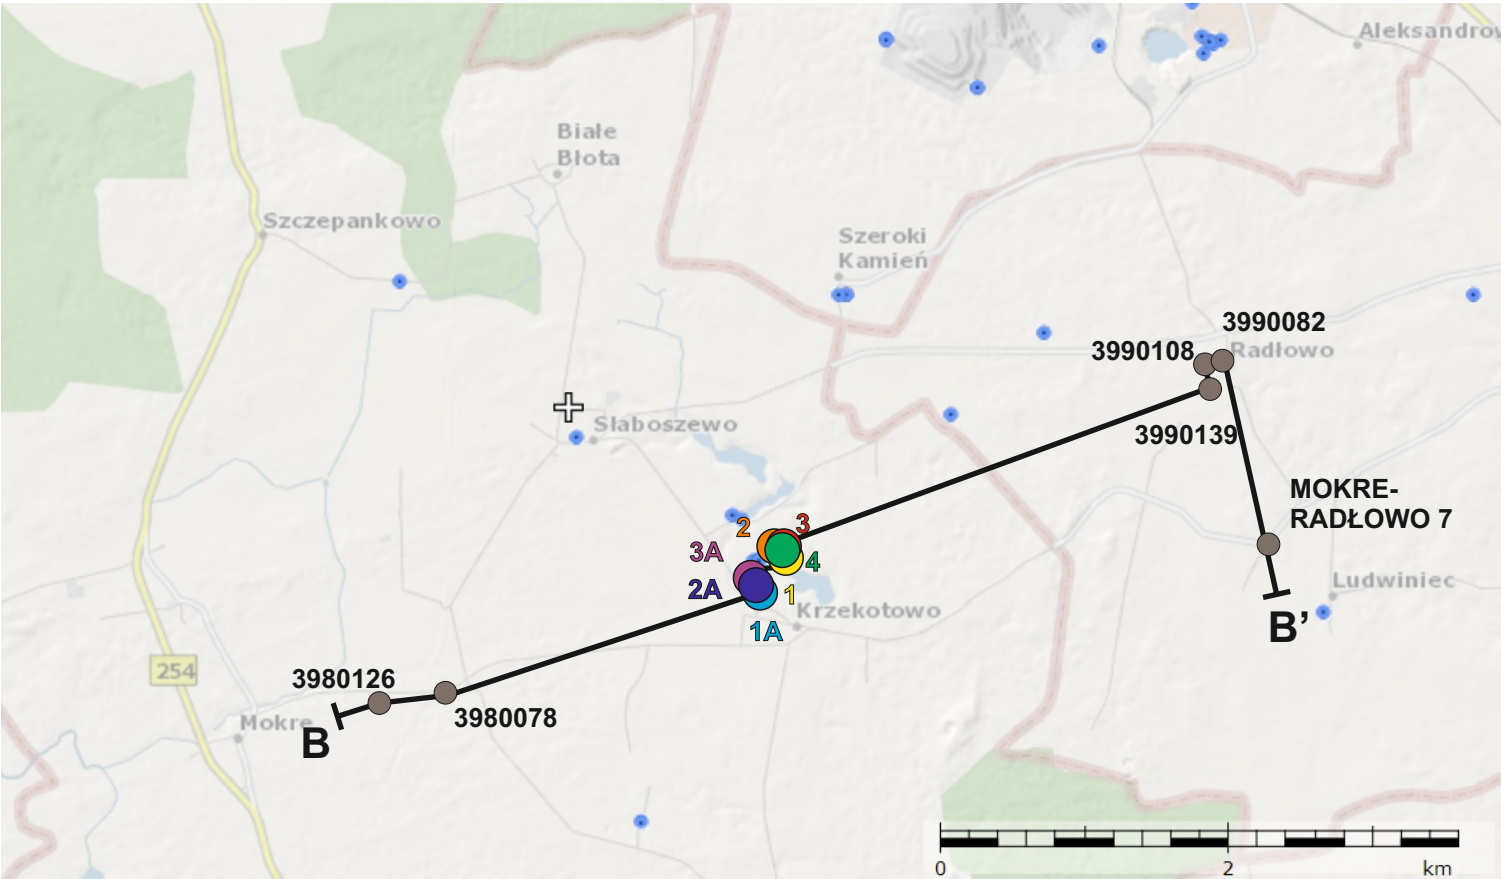 Aleksandrow
Białe
Błota
Szczepankowo
Szeroki
Kamień
3990082
3990108
Radłowo
Słaboszewo
3990139
MOKRE-
RADŁOWO 7
2
3
3A
4
2A
1
Ludwiniec
Krzekotowo
1A
B’
254
3980126
3980078
Mokre
B
0
2
km